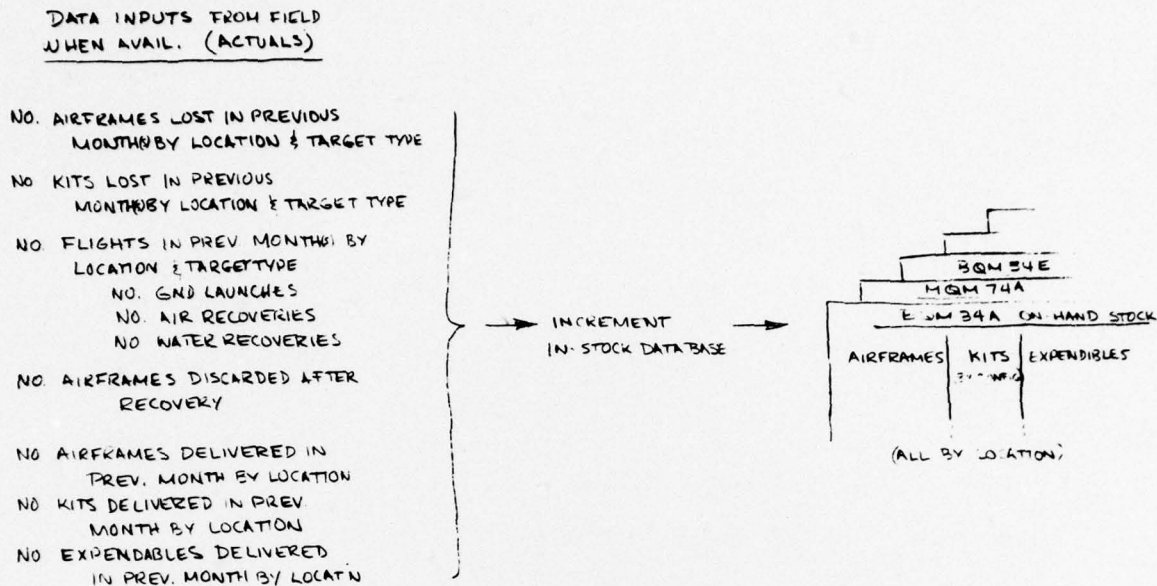 DATA INPUTS FROM FIELD
WHEN AVAIL. (ACTUALS)
NO. AIRFRAMES LOST IN PREVIOUS
MONTH(S) BY LOCATION & TARGET TYPE
NO KITS LOST IN PREVIOUS
MONTH(S) BY LOCATION & TARGET TYPE
NO. FLIGHTS IN PREV. MONTH(S) BY
LOCATION & TARGET TYPE
NO. GND LAUNCHES
NO. AIR RECOVERIES
NO WATER RECOVERIES
NO. AIRFRAMES DISCARDED AFTER
RECOVERY
NO AIRFRAMES DELIVERED IN
PREV. MONTH BY LOCATION
NO KITS DELIVERED IN PREV.
MONTH BY LOCATION
NO EXPENDABLES DELIVERED
IN PREV. MONTH BY LOCAT'N
INCREMENT
IN-STOCK DATABASE
BQM 34E
MQM 74A
BQM 34A ON-HAND STOCK
AIRFRAMES KITS EXPENDIBLES
BY CONFIG
(ALL BY LOCATION)